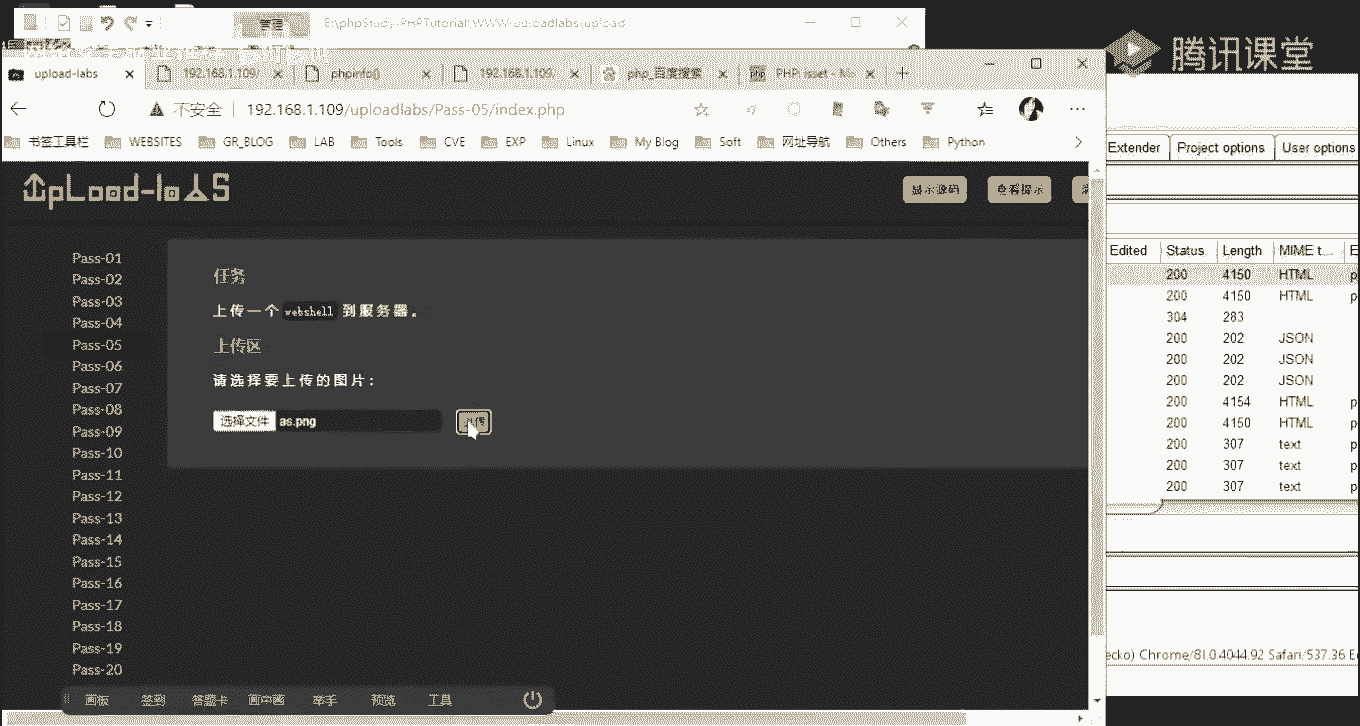 管理
E:\phpStudy\PHPTutorial\WWW\uploadlabs\upload
腾讯课堂
upload-labs
192.168.1.109/
phpinfo()
192.168.1.109/
php_百度搜索
PHP: isset - Ma
不安全
192.168.1.109/uploadlabs/Pass-05/index.php
书签工具栏
WEBSITES
GR_BLOG
LAB
Tools
CVE
EXP
Linux
My Blog
Soft
网址导航
Others
Python
Extender
Project options
User options
UpLoad-labs
显示源码
查看提示
清
Pass-01
Pass-02
Pass-03
Pass-04
Pass-05
Pass-06
Pass-07
Pass-08
Pass-09
Pass-10
Pass-11
Pass-12
Pass-13
Pass-14
Pass-15
Pass-16
Pass-17
Pass-18
Pass-19
Pass-20
任务
上传一个 webshell 到服务器。
上传区
请选择要上传的图片：
选择文件 as.png
上传
Edited Status Length MIME t... E
200 4150 HTML p
200 4150 HTML p
304 283
200 202 JSON
200 202 JSON
200 202 JSON
200 4154 HTML p
200 4150 HTML p
200 307 text p
200 307 text p
200 307 text p
ecko) Chrome/81.0.4044.92 Safari/537.36 E
画板
签到
答题卡
画中画
举手
预览
工具